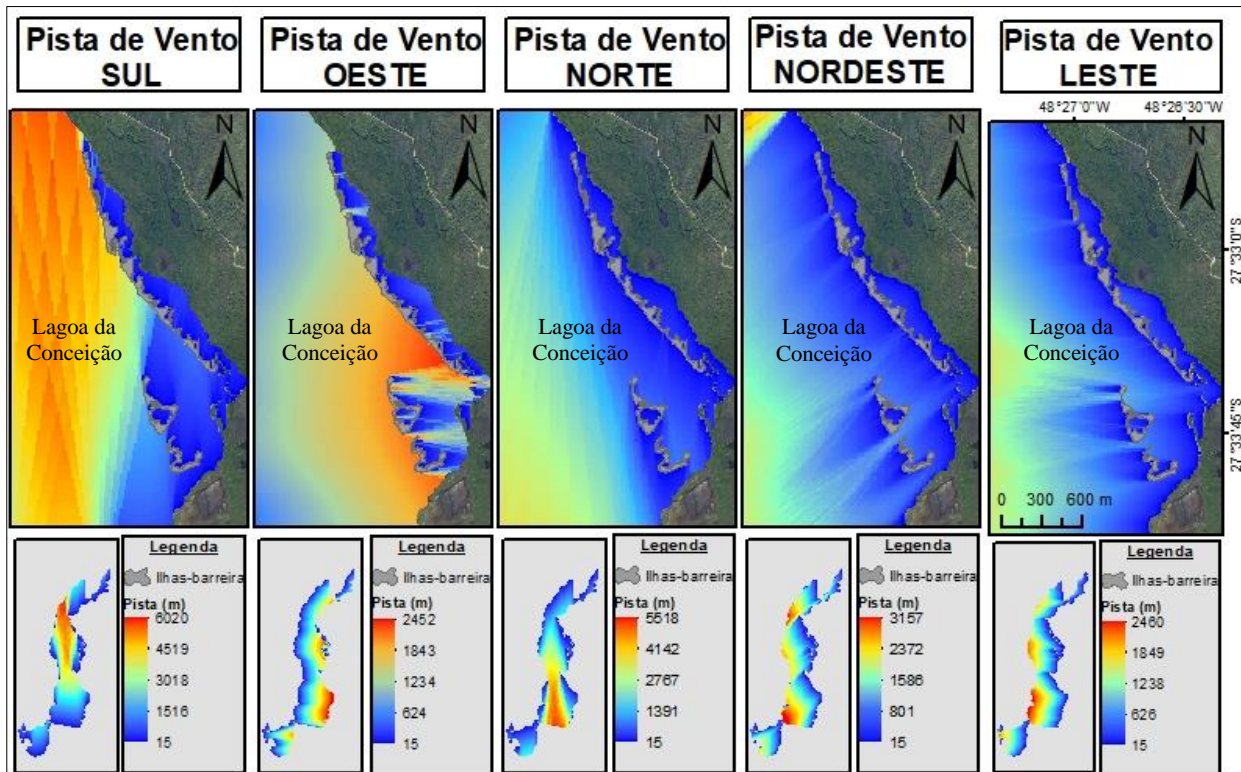 Pista de Vento
SUL
Pista de Vento
OESTE
Pista de Vento
NORTE
Pista de Vento
NORDESTE
Pista de Vento
LESTE
48°27'0"W
48°26'30"W
N
N
N
N
N
Lagoa da
Conceição
Lagoa da
Conceição
Lagoa da
Conceição
Lagoa da
Conceição
Lagoa da
Conceição
27°33'0"S
27°33'45"S
0 300 600 m
Legenda
Ilhas-barreira
Pista (m)
6020
4519
3018
1516
15
Legenda
Ilhas-barreira
Pista (m)
2452
1843
1234
624
15
Legenda
Ilhas-barreira
Pista (m)
5518
4142
2767
1391
15
Legenda
Ilhas-barreira
Pista (m)
3157
2372
1586
801
15
Legenda
Ilhas-barreira
Pista (m)
2460
1849
1238
626
15